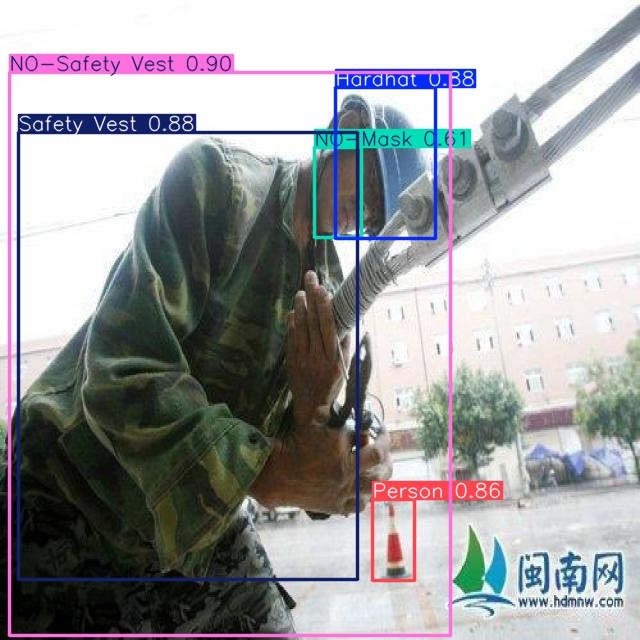 NO-Safety Vest 0.90
Hardhat 0.88
Safety Vest 0.88
NO-Mask 0.61
Person 0.86
闽南网
www.hdmnw.com